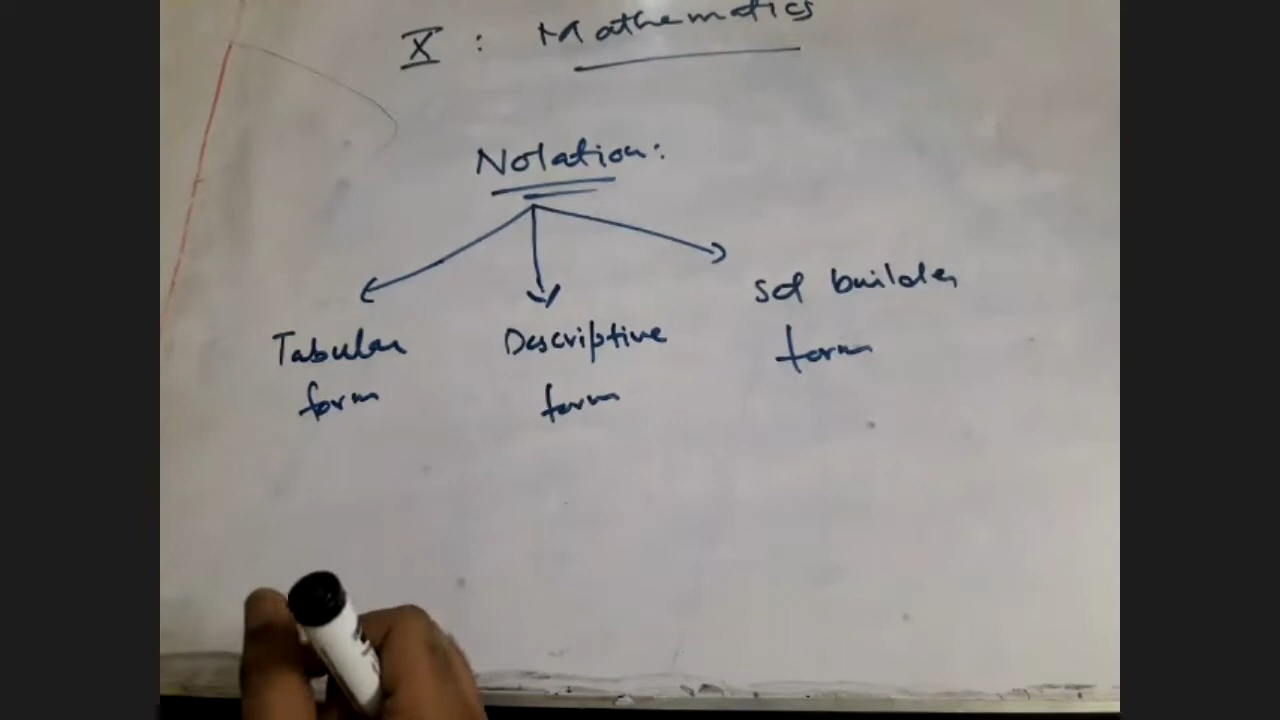 X : Mathematics
Notation:
Tabular form
Descriptive form
Set builder form